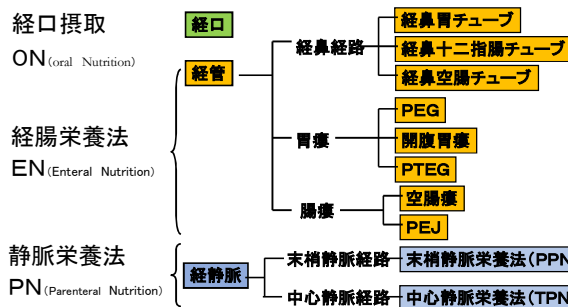 経口摂取
ON(oral Nutrition)
経口
経管
経鼻経路
経鼻胃チューブ
経鼻十二指腸チューブ
経鼻空腸チューブ
経腸栄養法
EN(Enteral Nutrition)
胃瘻
PEG
開腹胃瘻
PTEG
腸瘻
空腸瘻
PEJ
静脈栄養法
PN(Parenteral Nutrition)
経静脈
末梢静脈経路
末梢静脈栄養法(PPN
中心静脈経路
中心静脈栄養法(TPN